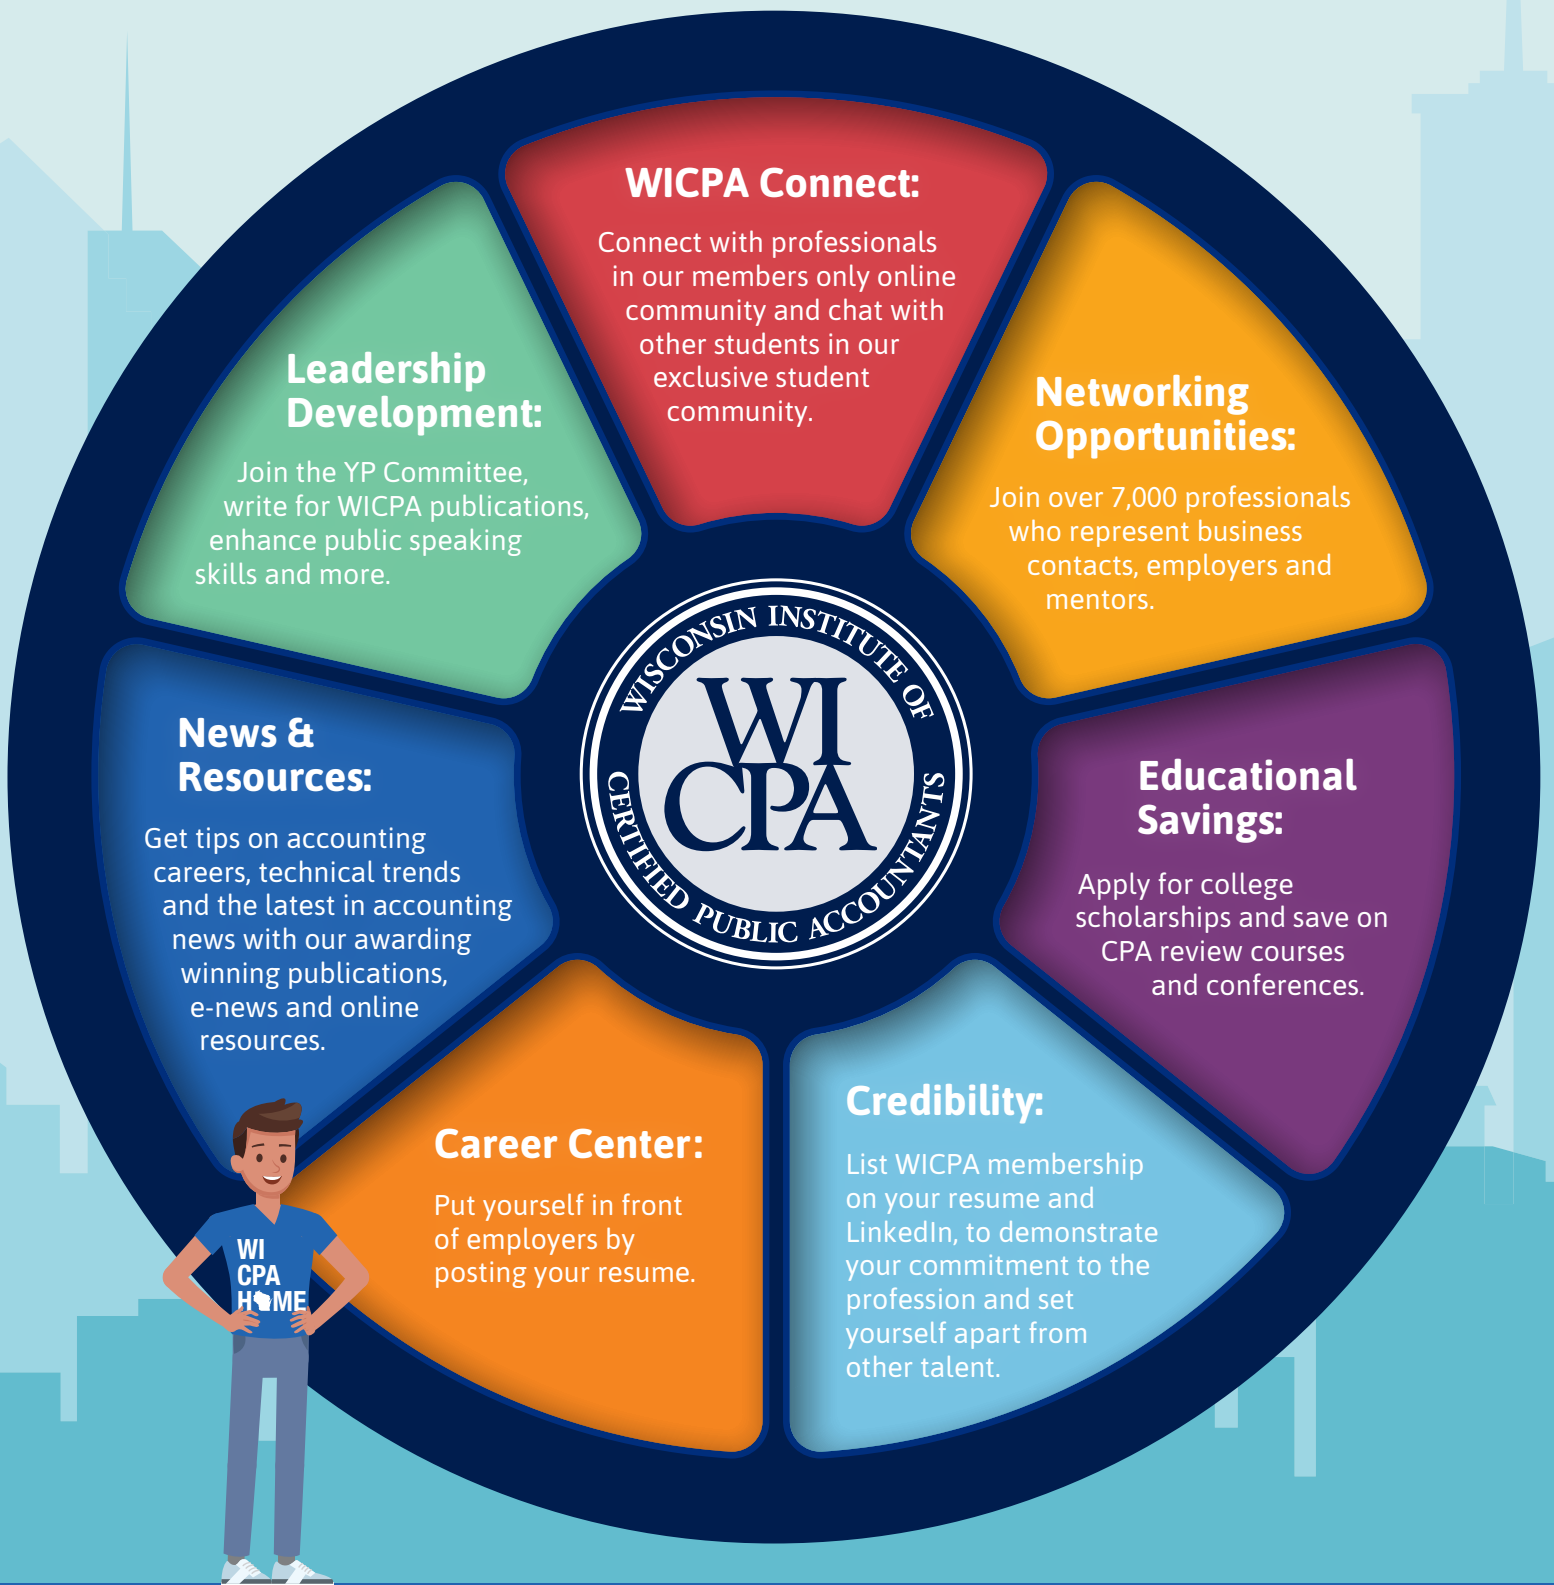 WICPA Connect:
Connect with professionals
in our members only online
community and chat with
other students in our
exclusive student
community.
Networking
Opportunities:
Join over 7,000 professionals
who represent business
contacts, employers and
mentors.
Educational
Savings:
Apply for college
scholarships and save on
CPA review courses
and conferences.
Credibility:
List WICPA membership
on your resume and
LinkedIn, to demonstrate
your commitment to the
profession and set
yourself apart from
other talent.
Career Center:
Put yourself in front
of employers by
posting your resume.
News &
Resources:
Get tips on accounting
careers, technical trends
and the latest in accounting
news with our awarding
winning publications,
e-news and online
resources.
Leadership
Development:
Join the YP Committee,
write for WICPA publications,
enhance public speaking
skills and more.
WISCONSIN INSTITUTE OF
WI
CPA
CERTIFIED PUBLIC ACCOUNTANTS
WI
CPA
HOME